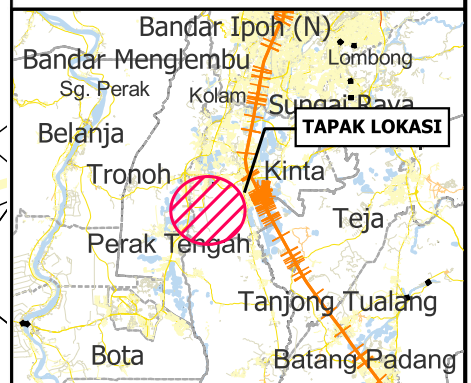 Bandar Ipoh (N)
Bandar Menglembu
Lombong
Sg. Perak
Kolam
Sungai Raya
TAPAK LOKASI
Belanja
Tronoh
Kinta
Teja
Perak Tengah
Tanjong Tualang
Bota
Batang Padang